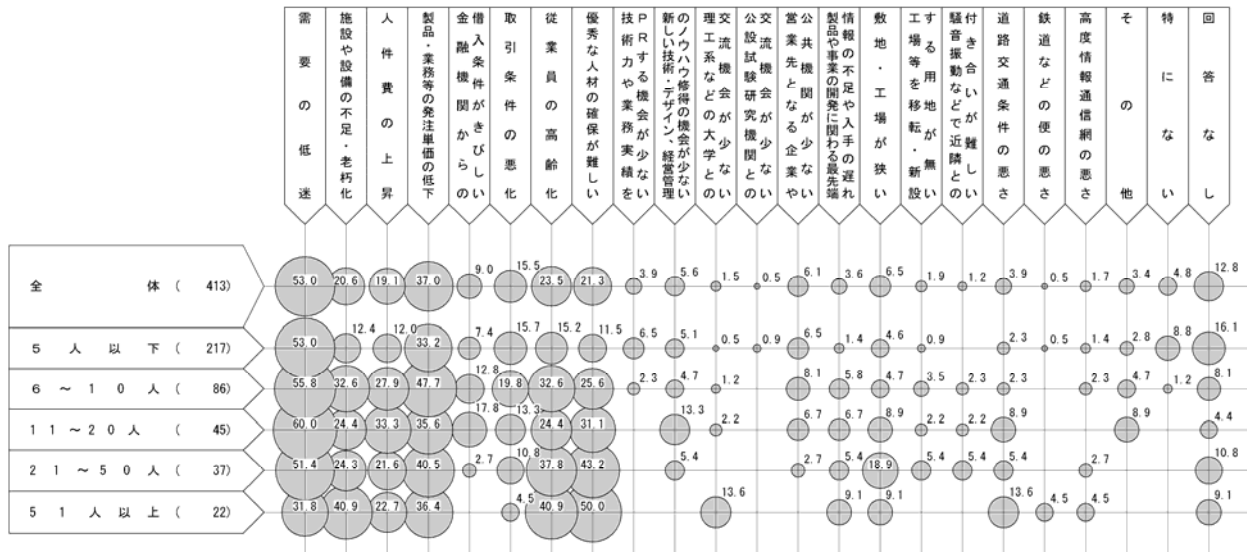 需要の低迷
施設や設備の不足・老朽化
人件費の上昇
製品・業務等の発注単価の低下
借入条件がきびしい
金融機関からの
取引条件の悪化
従業員の高齢化
優秀な人材の確保が難しい
PRする機会が少ない
技術力や業務実績を
のノウハウ修得の機会が少ない
新しい技術・デザイン、経営管理
交流機会が少ない
理工系などの大学との
交流機会が少ない
公設試験研究機関との
公共機関が少ない
営業先となる企業や
情報の不足や入手の遅れ
製品や事業の開発に関わる最先端
敷地・工場が狭い
する用地が無い
工場等を移転・新設
付き合いが難しい
騒音振動などで近隣との
道路交通条件の悪さ
鉄道などの便の悪さ
高度情報通信網の悪さ
その他
特にない
回答なし
全体 ( 413)
53.0 20.6 19.1 37.0 9.0 15.5 23.5 21.3 3.9 5.6 1.5 0.5 6.1 3.6 6.5 1.9 1.2 3.9 0.5 1.7 3.4 4.8 12.8
5人以下 ( 217)
53.0 12.4 12.0 33.2 7.4 15.7 15.2 11.5 6.5 5.1 0.5 0.9 6.5 1.4 4.6 0.9 2.3 0.5 1.4 2.8 8.8 16.1
6～10人 ( 86)
55.8 32.6 27.9 47.7 12.8 19.8 32.6 25.6 2.3 4.7 1.2 8.1 5.8 4.7 3.5 2.3 2.3 2.3 4.7 1.2 8.1
11～20人 ( 45)
60.0 24.4 33.3 35.6 17.8 13.3 24.4 31.1 13.3 2.2 6.7 6.7 8.9 2.2 2.2 8.9 8.9 4.4
21～50人 ( 37)
51.4 24.3 21.6 40.5 2.7 10.8 37.8 43.2 5.4 2.7 5.4 18.9 5.4 5.4 5.4 2.7 10.8
51人以上 ( 22)
31.8 40.9 22.7 36.4 4.5 40.9 50.0 13.6 9.1 9.1 13.6 4.5 4.5 9.1